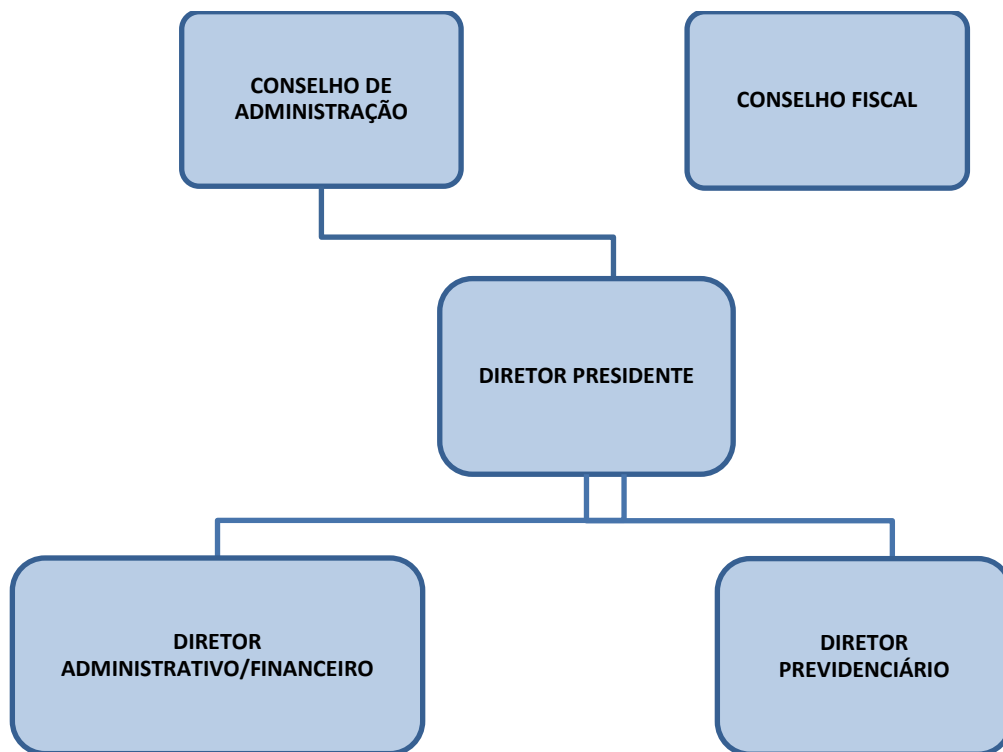 CONSELHO DE
ADMINISTRAÇÃO
CONSELHO FISCAL
DIRETOR PRESIDENTE
DIRETOR
ADMINISTRATIVO/FINANCEIRO
DIRETOR
PREVIDENCIÁRIO